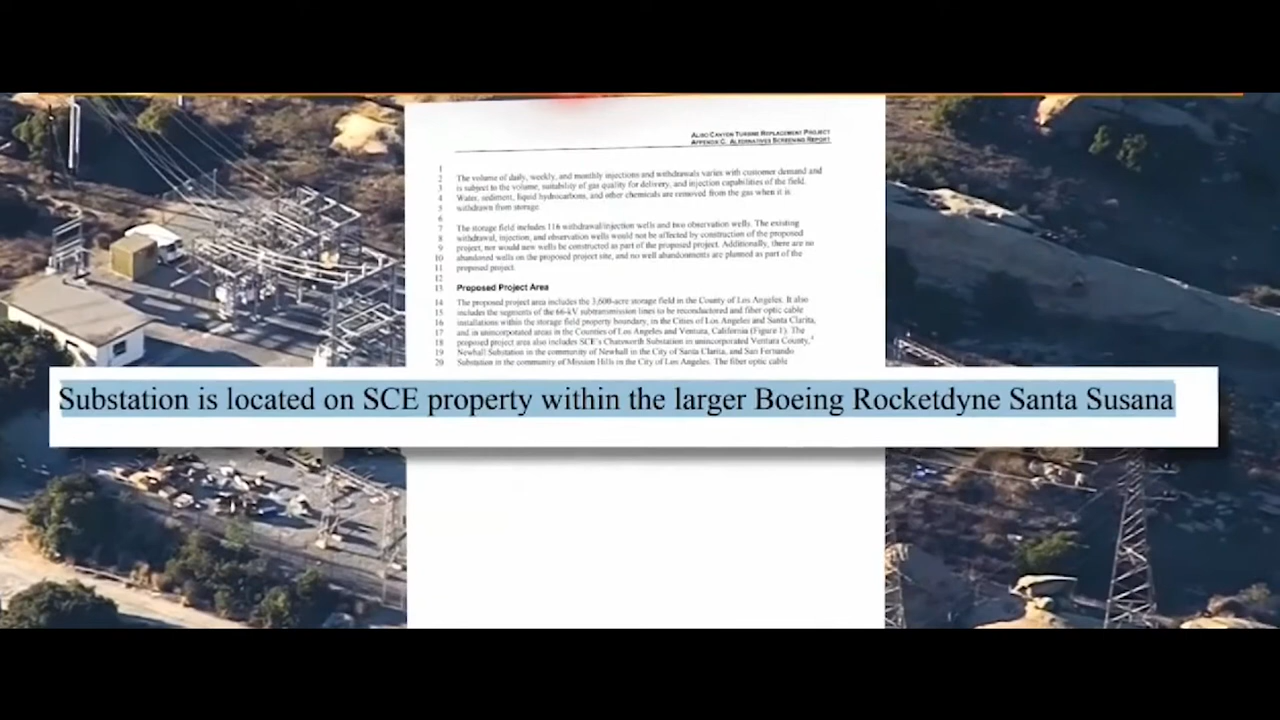 ALISO CANYON TURBINE REPLACEMENT PROJECT
APPENDIX C. ALTERNATIVES SCREENING REPORT
1
2 The volume of daily, weekly, and monthly injections and withdrawals varies with customer demand and
3 is subject to the volume, suitability of gas quality for delivery, and injection capabilities of the field.
4 Water, sediment, liquid hydrocarbons, and other chemicals are removed from the gas when it is
5 withdrawn from storage.
6
7 The storage field includes 116 withdrawal/injection wells and two observation wells. The existing
8 withdrawal, injection, and observation wells would not be affected by construction of the proposed
9 project, nor would new wells be constructed as part of the proposed project. Additionally, there are no
10 abandoned wells on the proposed project site, and no well abandonments are planned as part of the
11 proposed project.
12
13 Proposed Project Area
14 The proposed project area includes the 3,600-acre storage field in the County of Los Angeles. It also
15 includes the segments of the 66-kV subtransmission lines to be reconductored and fiber optic cable
16 installations within the storage field property boundary, in the Cities of Los Angeles and Santa Clarita,
17 and in unincorporated areas in the Counties of Los Angeles and Ventura, California (Figure 1). The
18 proposed project area also includes SCE's Chatsworth Substation in unincorporated Ventura County,
19 Newhall Substation in the community of Newhall in the City of Santa Clarita, and San Fernando
20 Substation in the community of Mission Hills in the City of Los Angeles. The fiber optic cable
Substation is located on SCE property within the larger Boeing Rocketdyne Santa Susana